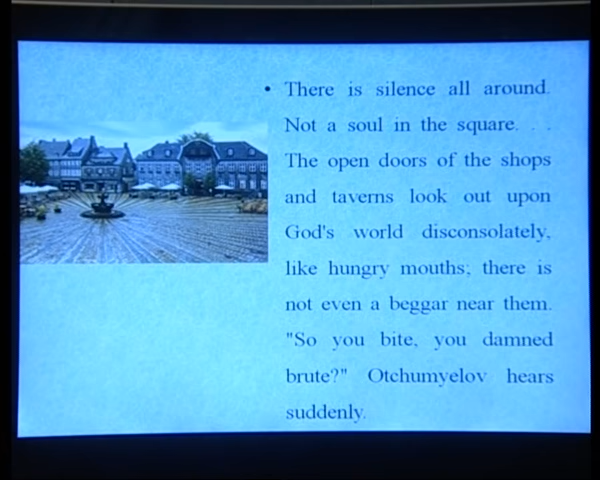 • There is silence all around.
Not a soul in the square. . .
The open doors of the shops
and taverns look out upon
God's world disconsolately,
like hungry mouths; there is
not even a beggar near them.
"So you bite, you damned
brute?" Otchumyelov hears
suddenly.